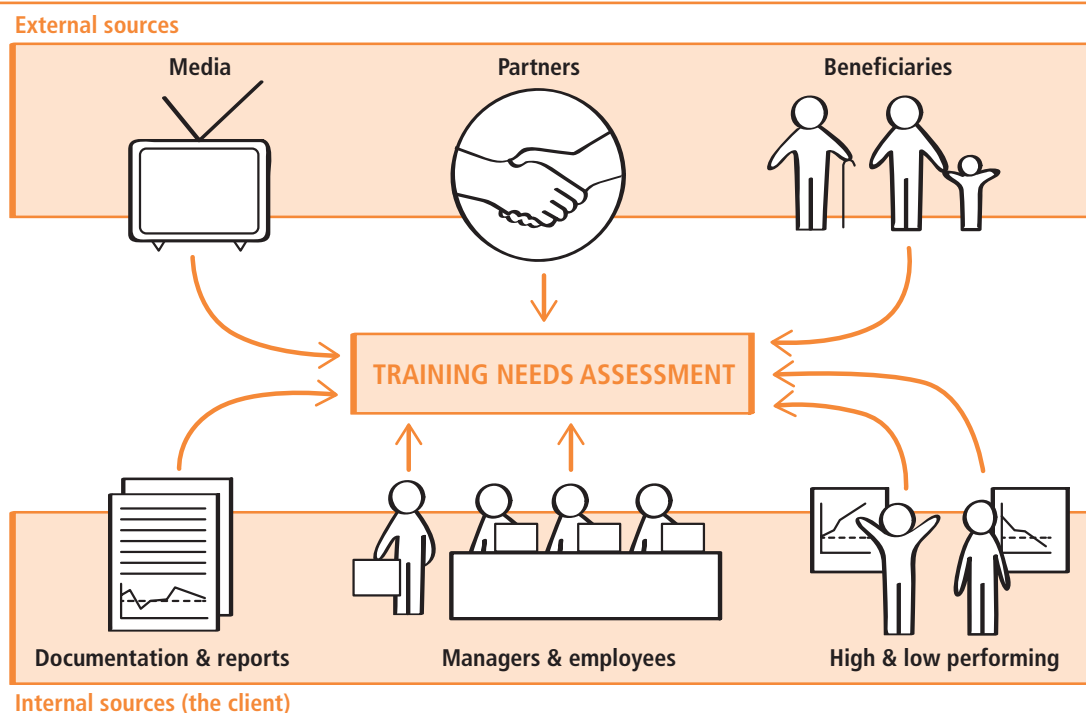 External sources
Media
Partners
Beneficiaries
TRAINING NEEDS ASSESSMENT
Documentation & reports
Managers & employees
High & low performing
Internal sources (the client)